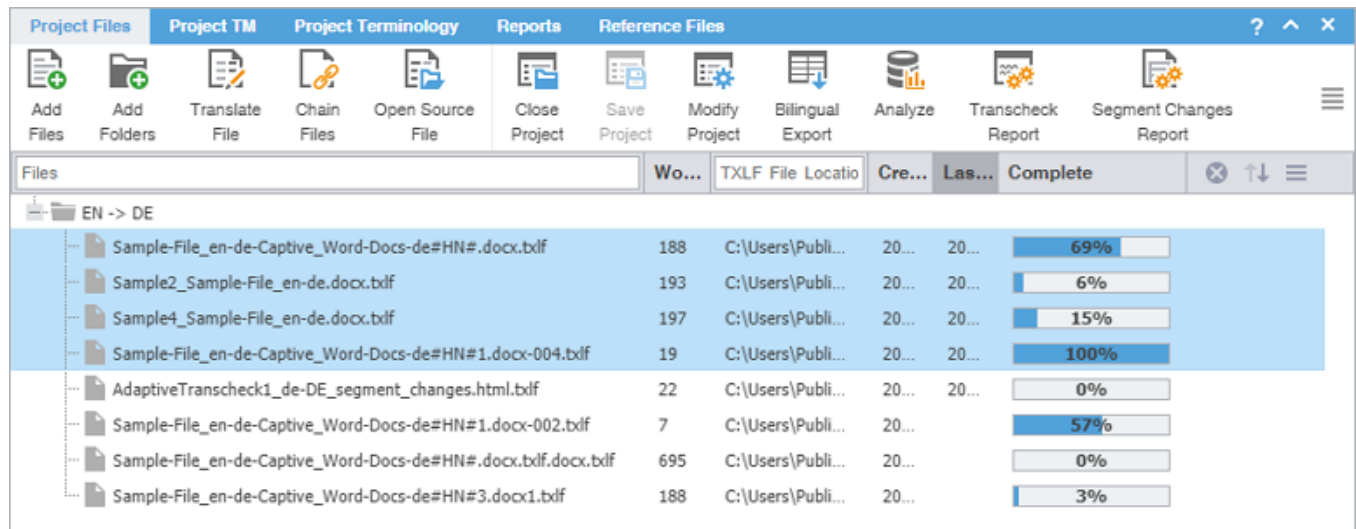 Project Files Project TM Project Terminology Reports Reference Files ?
Add Files Add Folders Translate File Chain Files Open Source File Close Project Save Project Modify Project Bilingual Export Analyze Transcheck Report Segment Changes Report
Files Wo... TXLF File Locatio Cre... Las... Complete
EN -> DE
Sample-File_en-de-Captive_Word-Docs-de#HN#.docx.txlf 188 C:\Users\Publi... 20... 20... 69%
Sample2_Sample-File_en-de.docx.txlf 193 C:\Users\Publi... 20... 20... 6%
Sample4_Sample-File_en-de.docx.txlf 197 C:\Users\Publi... 20... 20... 15%
Sample-File_en-de-Captive_Word-Docs-de#HN#1.docx-004.txlf 19 C:\Users\Publi... 20... 20... 100%
AdaptiveTranscheck1_de-DE_segment_changes.html.txlf 22 C:\Users\Publi... 20... 20... 0%
Sample-File_en-de-Captive_Word-Docs-de#HN#1.docx-002.txlf 7 C:\Users\Publi... 20... 57%
Sample-File_en-de-Captive_Word-Docs-de#HN#.docx.txlf.docx.txlf 695 C:\Users\Publi... 20... 0%
Sample-File_en-de-Captive_Word-Docs-de#HN#3.docx1.txlf 188 C:\Users\Publi... 20... 3%